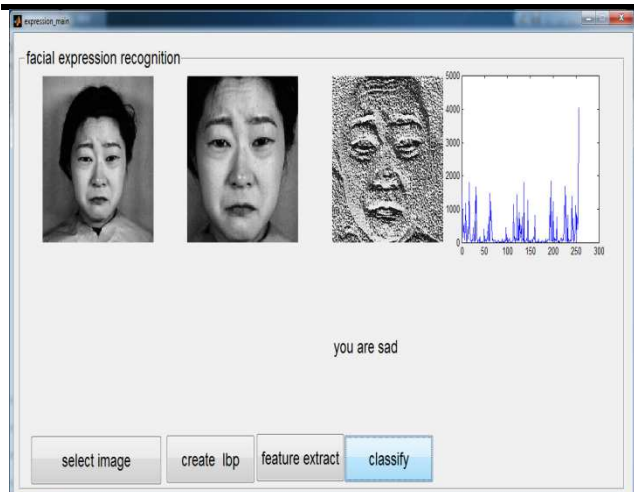 expression_main
facial expression recognition
5000
4000
3000
2000
1000
0
0 50 100 150 200 250 300
you are sad
select image
create lbp
feature extract
classify